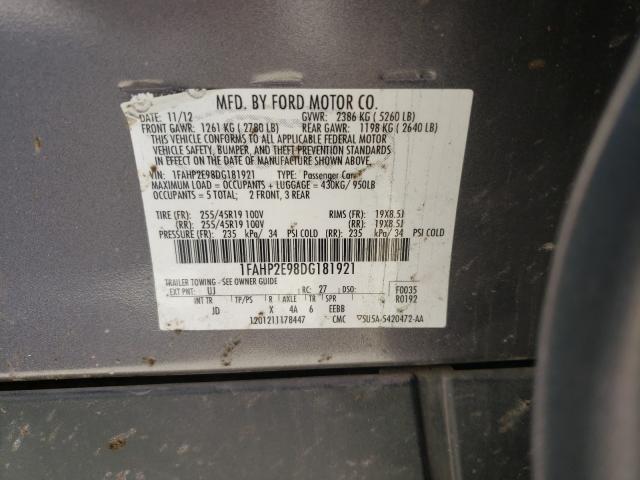 MFD. BY FORD MOTOR CO.
DATE: 11/12 GVWR: 2386 KG ( 5260 LB)
FRONT GAWR: 1261 KG ( 2780 LB) REAR GAWR: 1198 KG ( 2640 LB)
THIS VEHICLE CONFORMS TO ALL APPLICABLE FEDERAL MOTOR
VEHICLE SAFETY, BUMPER, AND THEFT PREVENTION STANDARDS
IN EFFECT ON THE DATE OF MANUFACTURE SHOWN ABOVE.
VIN: 1FAHP2E98DG181921 TYPE: Passenger Car
MAXIMUM LOAD = OCCUPANTS + LUGGAGE = 430KG/ 950LB
OCCUPANTS = 5 TOTAL; 2 FRONT, 3 REAR
TIRE (FR): 255/45R19 100V RIMS (FR): 19X8.5J
(RR): 255/45R19 100V (RR): 19X8.5J
PRESSURE (FR): 235 kPa/ 34 PSI COLD (RR): 235 kPa/ 34 PSI COLD
1FAHP2E98DG181921
TRAILER TOWING - SEE OWNER GUIDE
EXT PNT: UJ RC: 27 DSO: F0035
INT TR TP/PS R AXLE TR SPR R0192
JD X 4A 6 EEBB
1201211178447 CMC 5U5A-5420472-AA